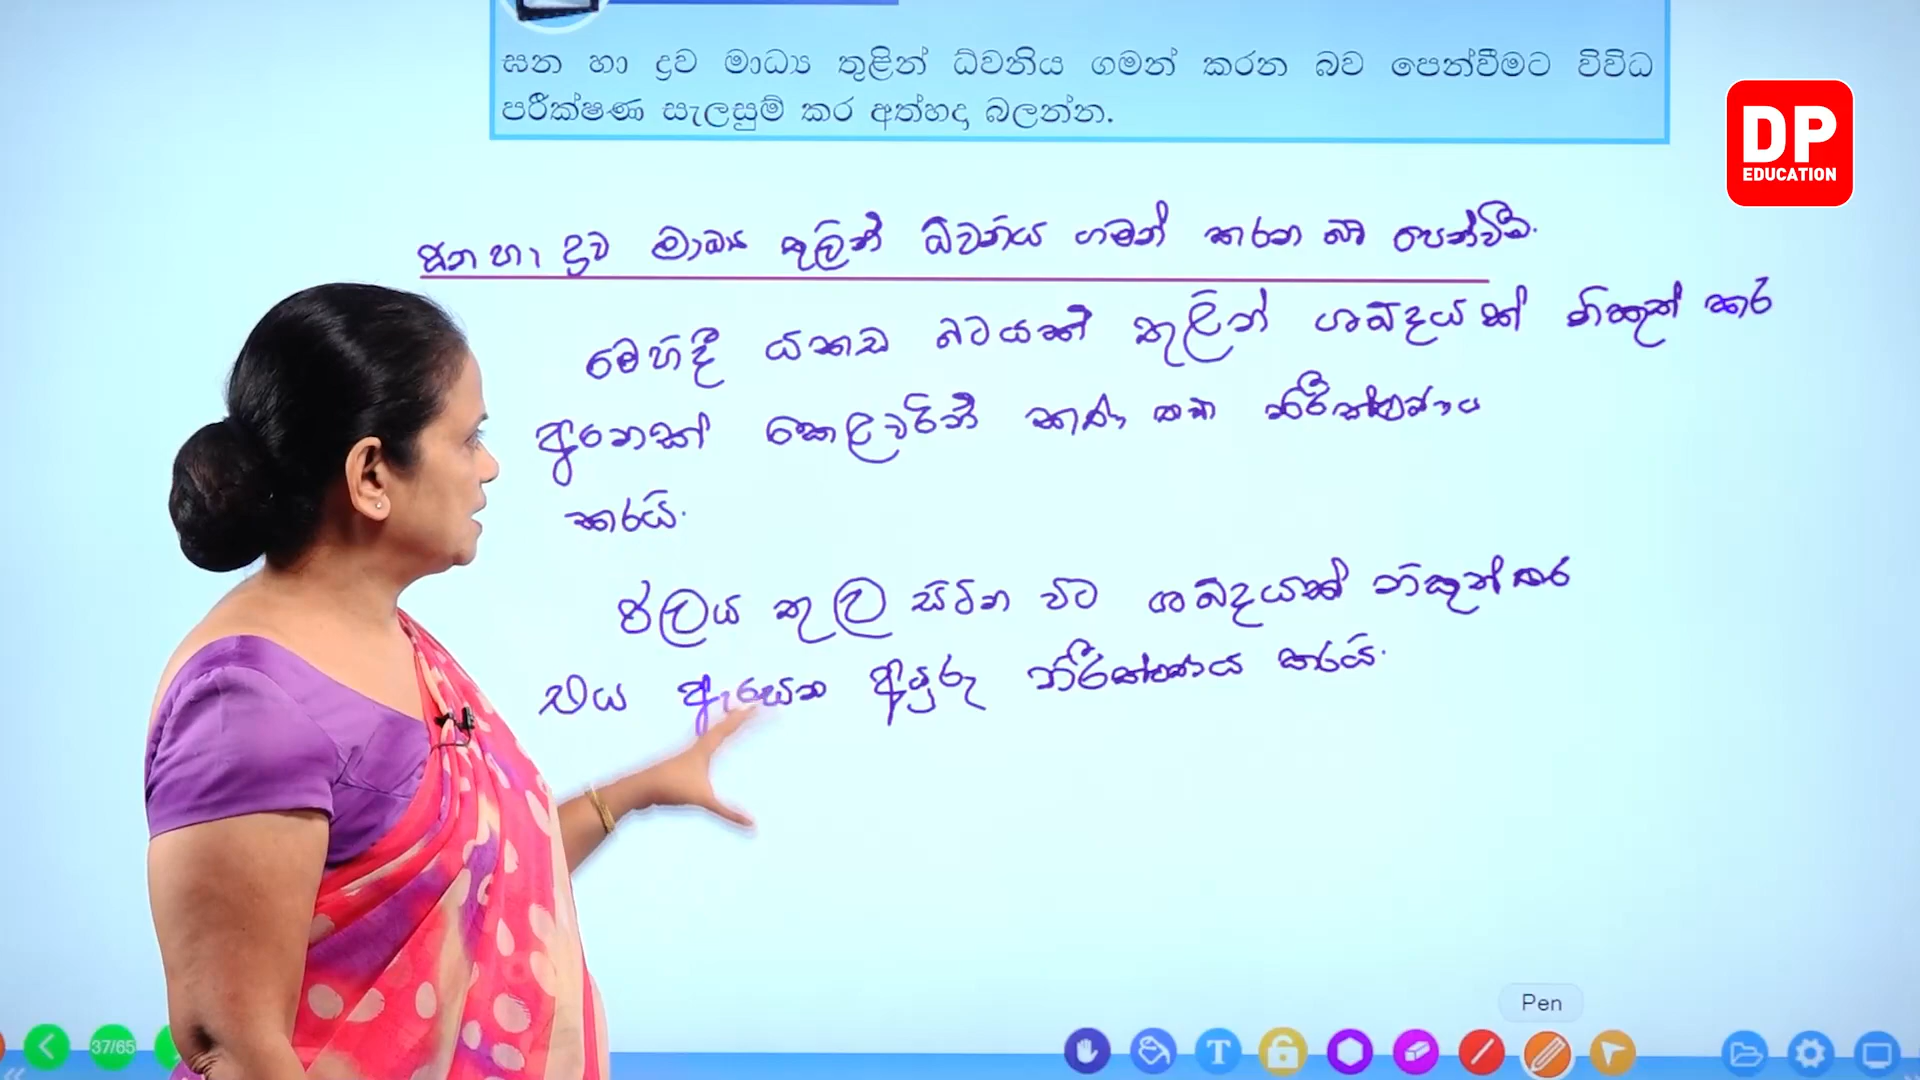 ඝන හා ද්‍රව මාධ්‍ය තුළින් ධ්වනිය ගමන් කරන බව පෙන්වීමට විවිධ
පරීක්ෂණ සැලසුම් කර අත්හදා බලන්න.
DP
EDUCATION
ඝන හා ද්‍රව මාධ්‍ය තුලින් ධ්වනිය ගමන් කරන බව පෙන්වීම.
මෙහිදී යකඩ බටයක් තුළින් ශබ්දයක් නිකුත් කර
අනෙක් කෙළවරින් කණ තබා නිරීක්ෂණය
කරයි.
ජලය තුල සිටින විට ශබ්දයක් නිකුත් කර
එය ඇසෙන අයුරු නිරීක්ෂණය කරයි.
Pen
37/65
T